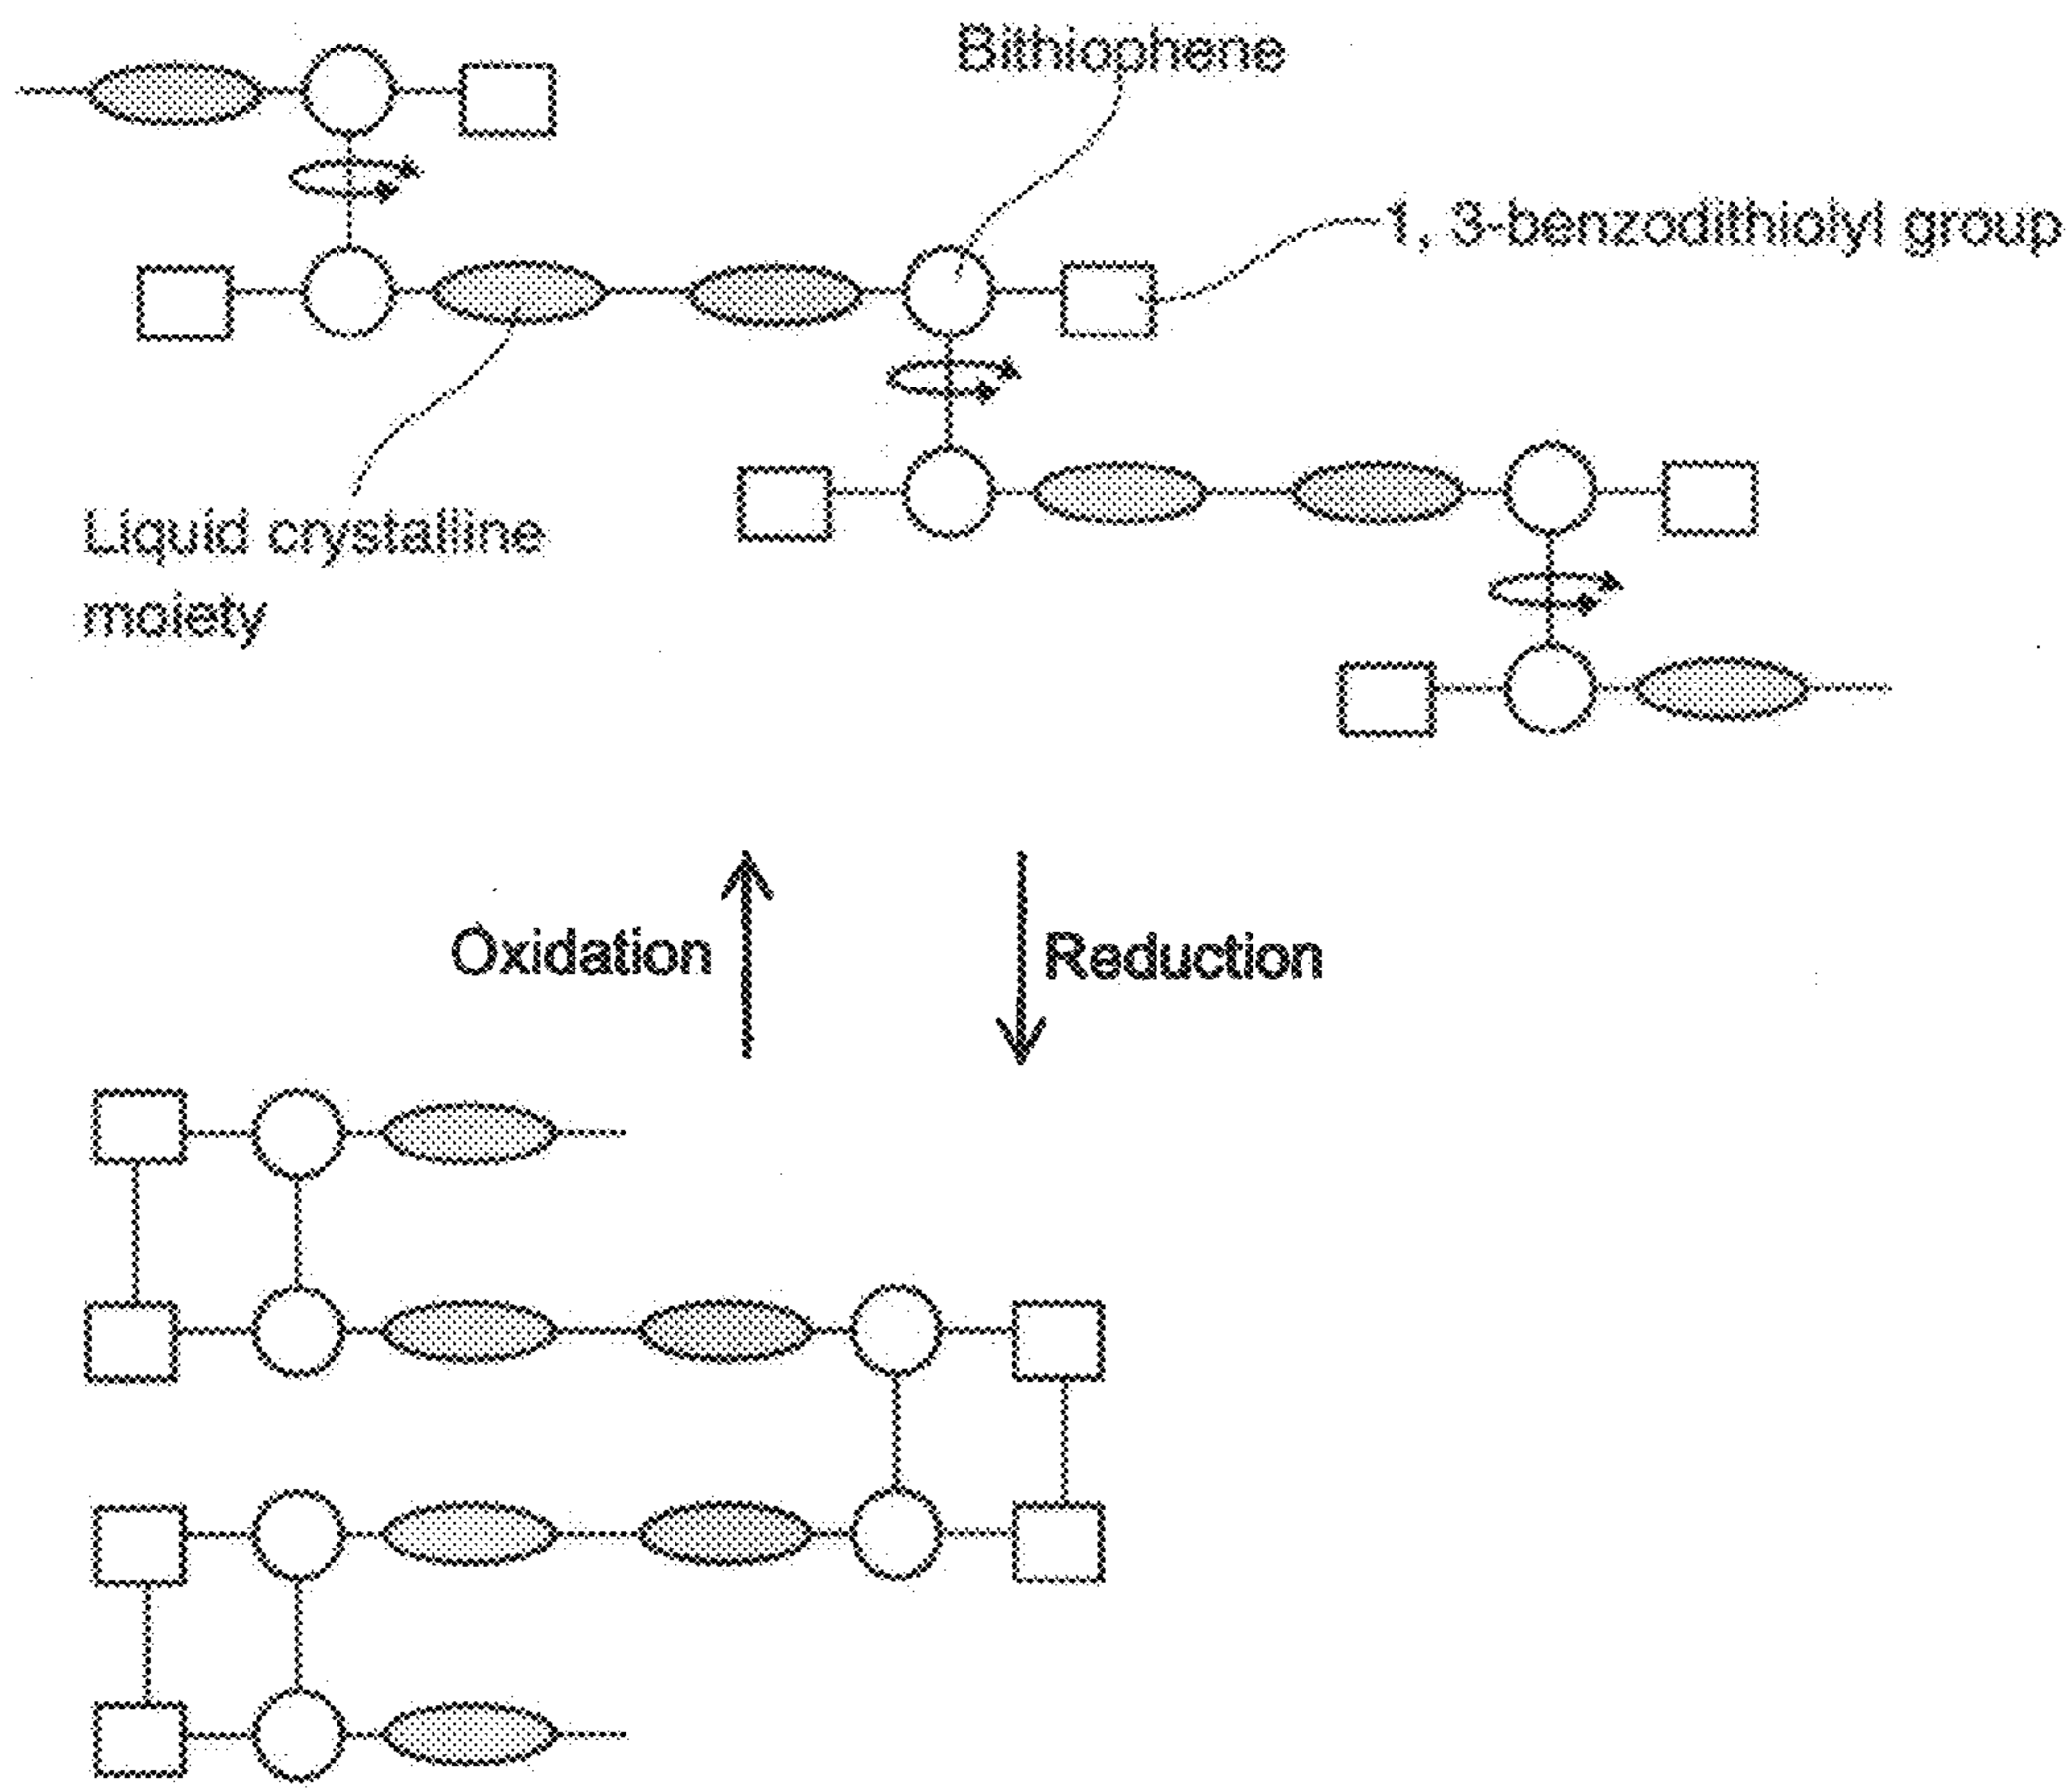 Bithiophene
1, 3-benzodithiolyl group
Liquid crystalline
moiety
Oxidation
Reduction